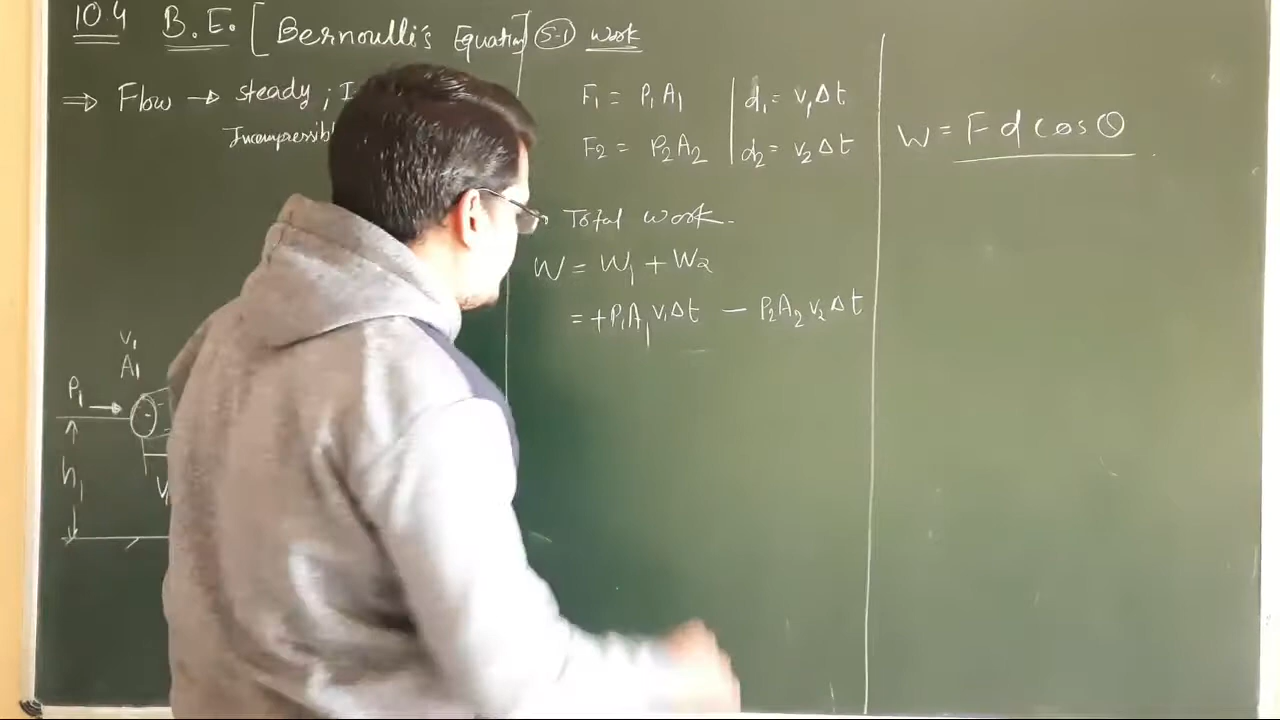 10.4 B.E. [Bernoulli's Equation] S-1 Work
⇒ Flow → steady ; I
Incompressib
v₁
A₁
P₁
h₁
V
F₁ = P₁A₁
F₂ = P₂A₂
d₁ = v₁Δt
d₂ = v₂Δt
Total work.
W = W₁ + W₂
= +P₁A₁v₁Δt − P₂A₂v₂Δt
W = F d cos θ